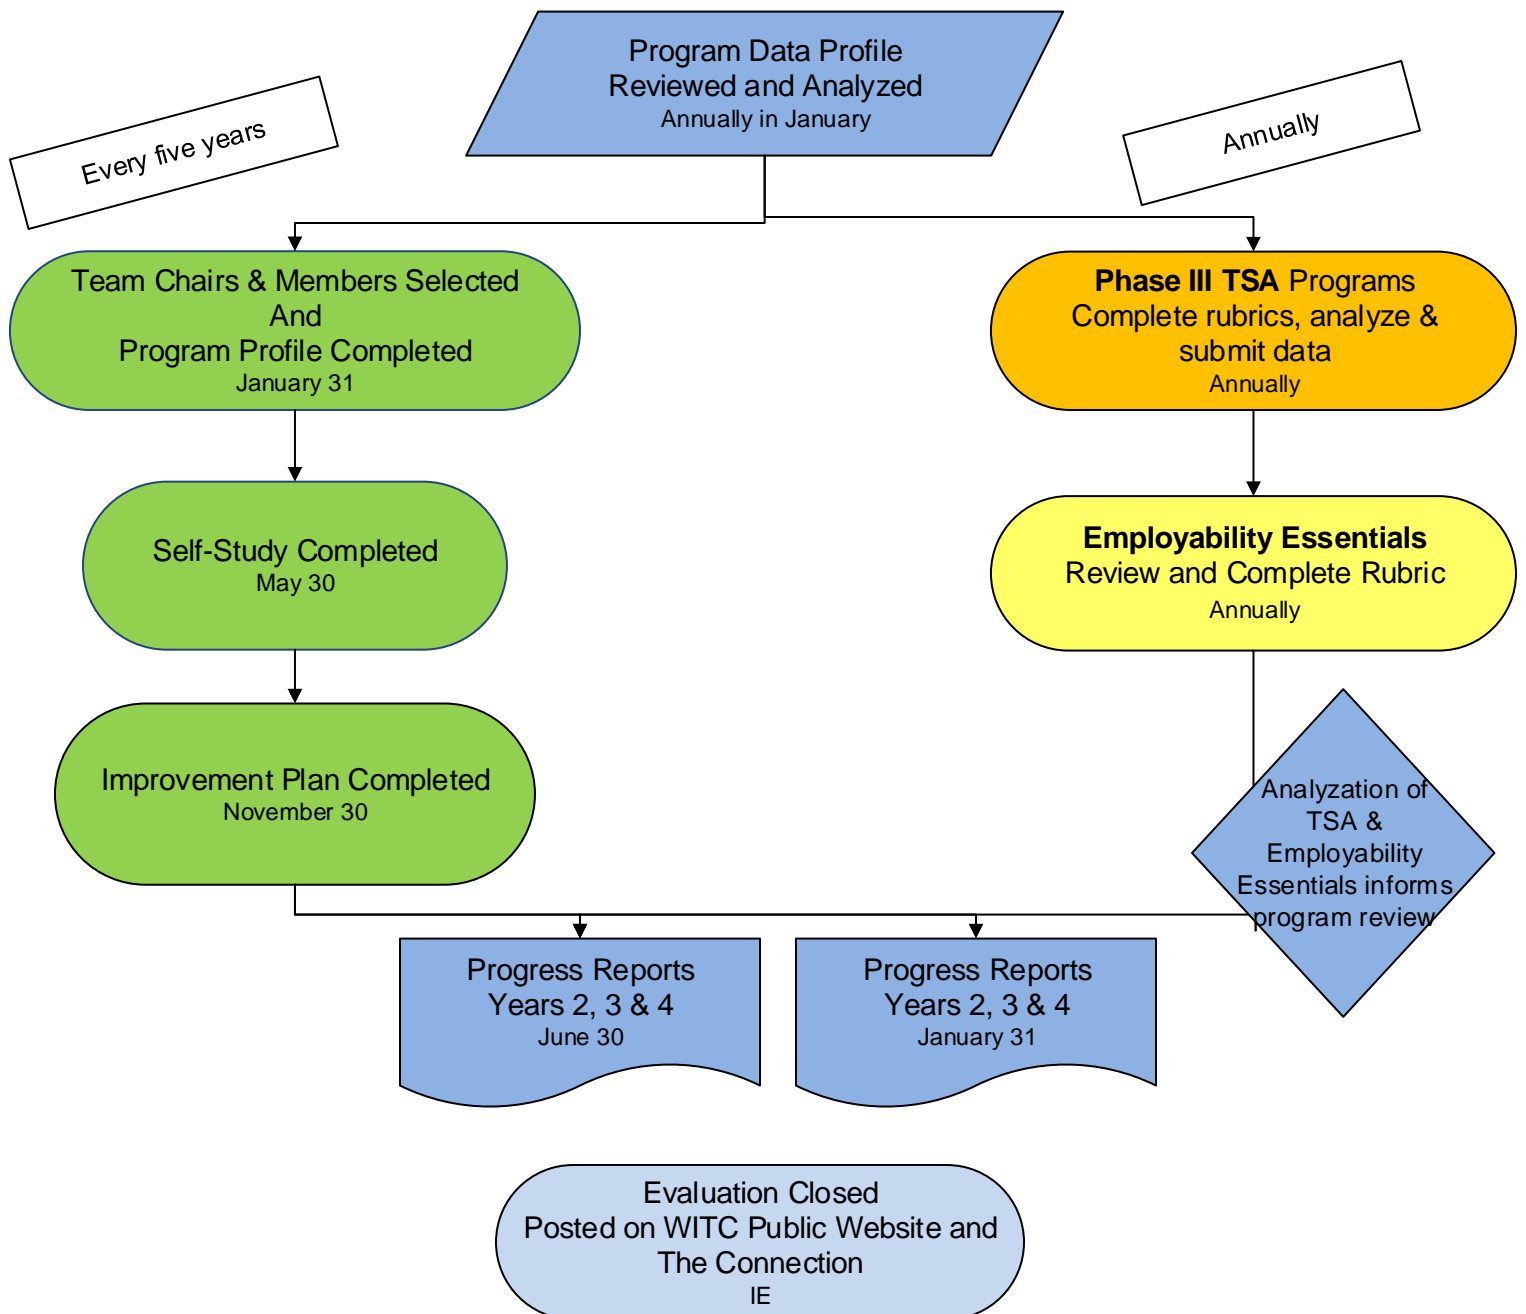 Program Data Profile
Reviewed and Analyzed
Annually in January
Every five years
Annually
Team Chairs & Members Selected
And
Program Profile Completed
January 31
Phase III TSA Programs
Complete rubrics, analyze &
submit data
Annually
Self-Study Completed
May 30
Employability Essentials
Review and Complete Rubric
Annually
Improvement Plan Completed
November 30
Analyzation of
TSA &
Employability
Essentials informs
program review
Progress Reports
Years 2, 3 & 4
June 30
Progress Reports
Years 2, 3 & 4
January 31
Evaluation Closed
Posted on WITC Public Website and
The Connection
IE